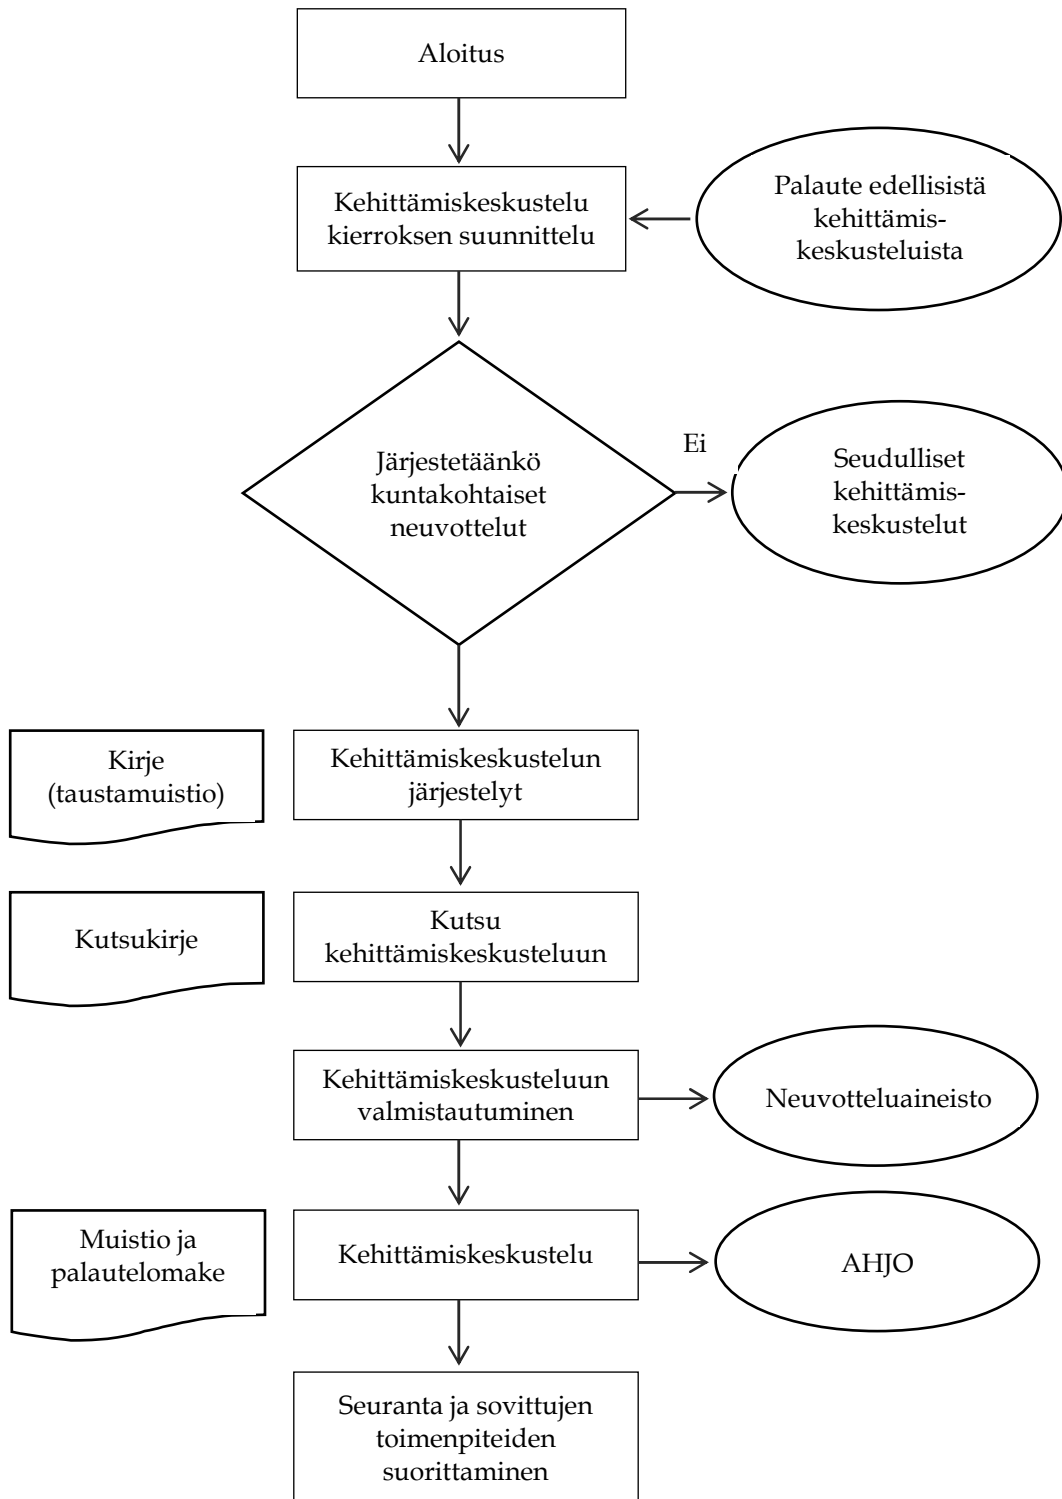 Aloitus
Kehittämiskeskustelu
kierroksen suunnittelu
Palaute edellisistä
kehittämis-
keskusteluista
Järjestetäänkö
kuntakohtaiset
neuvottelut
Ei
Seudulliset
kehittämis-
keskustelut
Kirje
(taustamuistio)
Kehittämiskeskustelun
järjestelyt
Kutsukirje
Kutsu
kehittämiskeskusteluun
Kehittämiskeskusteluun
valmistautuminen
Neuvotteluaineisto
Muistio ja
palautelomake
Kehittämiskeskustelu
AHJO
Seuranta ja sovittujen
toimenpiteiden
suorittaminen